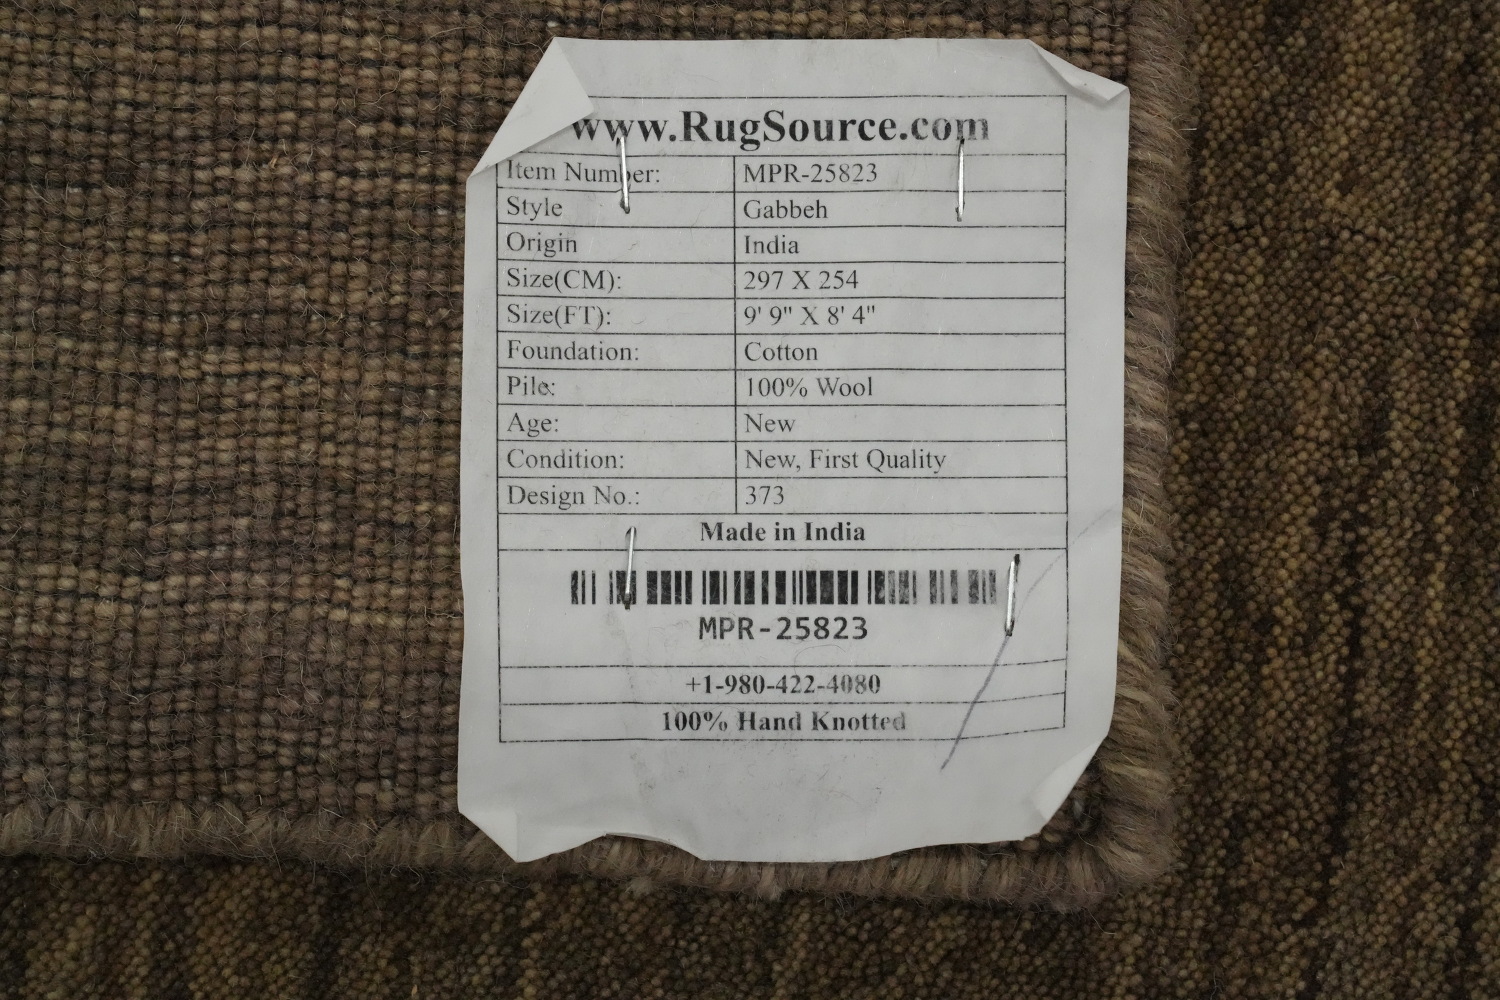 www.RugSource.com
Item Number: MPR-25823
Style Gabbeh
Origin India
Size(CM): 297 X 254
Size(FT): 9' 9" X 8' 4"
Foundation: Cotton
Pile: 100% Wool
Age: New
Condition: New, First Quality
Design No.: 373
Made in India
MPR-25823
+1-980-422-4080
100% Hand Knotted